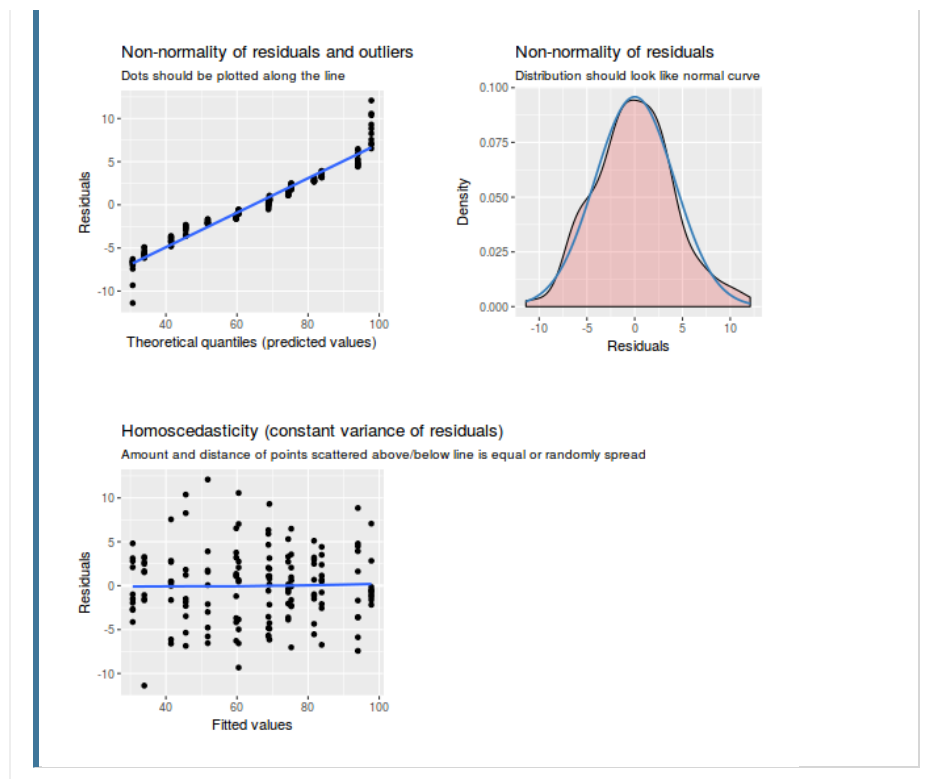 Non-normality of residuals and outliers
Dots should be plotted along the line
10
5
0
-5
-10
Residuals
40 60 80 100
Theoretical quantiles (predicted values)
Non-normality of residuals
Distribution should look like normal curve
0.100
0.075
0.050
0.025
0.000
Density
-10 -5 0 5 10
Residuals
Homoscedasticity (constant variance of residuals)
Amount and distance of points scattered above/below line is equal or randomly spread
10
5
0
-5
-10
Residuals
40 60 80 100
Fitted values